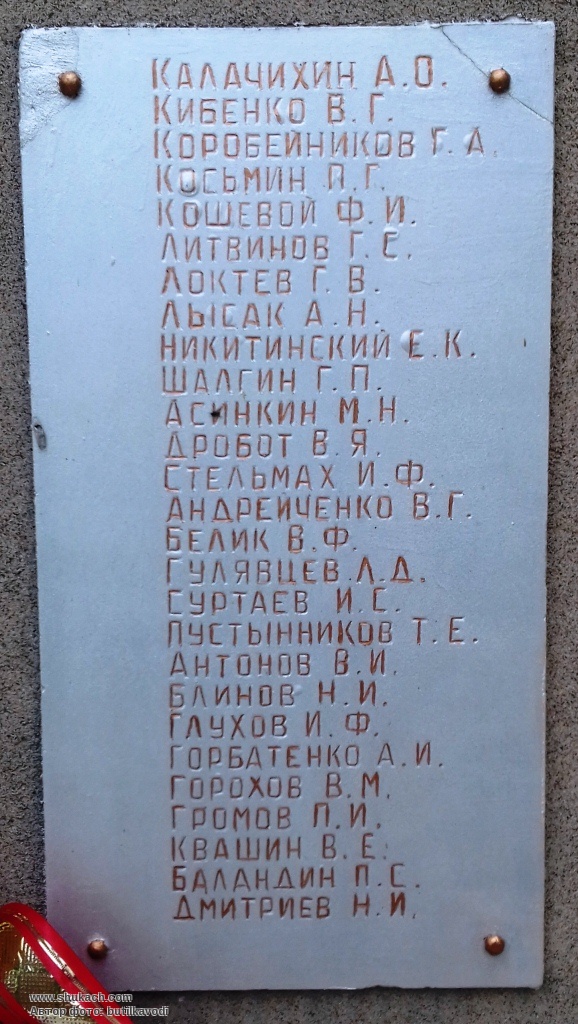 КАЛАЧИХИН А.О.
КИБЕНКО В.Г.
КОРОБЕЙНИКОВ Г.А.
КОСЬМИН П.Г.
КОШЕВОЙ Ф.И.
ЛИТВИНОВ Г.С.
ЛОКТЕВ Г.В.
ЛЫСАК А.Н.
НИКИТИНСКИЙ Е.К.
ШАЛГИН Г.П.
АСИНКИН М.Н.
ДРОБОТ В.Я.
СТЕЛЬМАХ И.Ф.
АНДРЕЙЧЕНКО В.Г.
БЕЛИК В.Ф.
ГУЛЯВЦЕВ Л.Д.
СУРТАЕВ И.С.
ПУСТЫННИКОВ Т.Е.
АНТОНОВ В.И.
БЛИНОВ Н.И.
ГЛУХОВ И.Ф.
ГОРБАТЕНКО А.И.
ГОРОХОВ В.М.
ГРОМОВ П.И.
КВАШИН В.Е.
БАЛАНДИН П.С.
ДМИТРИЕВ Н.И.
www.shukach.com
Автор фото: butilkavodi